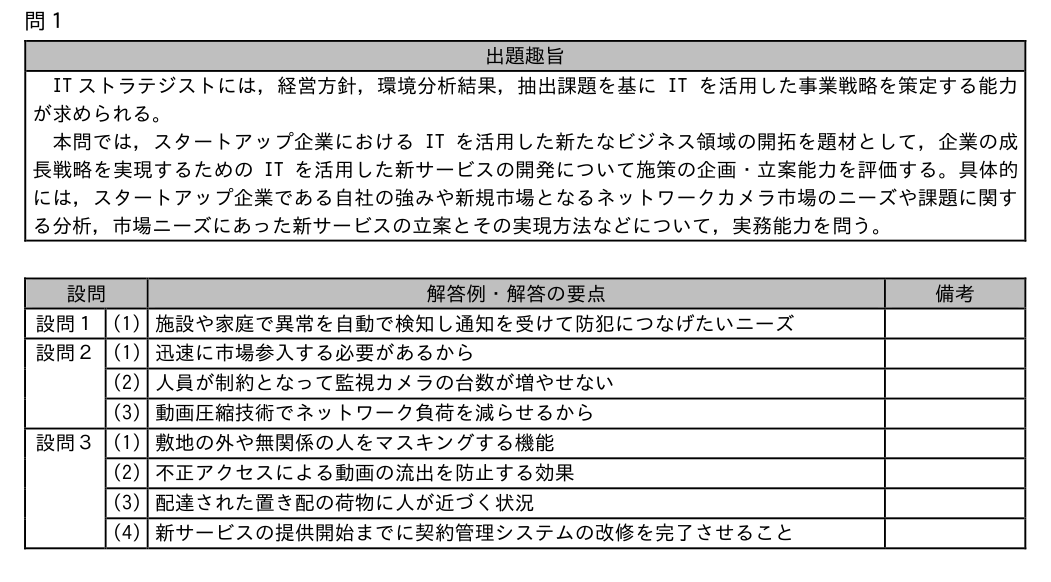 問1
出題趣旨
IT ストラテジストには，経営方針，環境分析結果，抽出課題を基に IT を活用した事業戦略を策定する能力
が求められる。
本問では，スタートアップ企業における IT を活用した新たなビジネス領域の開拓を題材として，企業の成
長戦略を実現するための IT を活用した新サービスの開発について施策の企画・立案能力を評価する。具体的
には，スタートアップ企業である自社の強みや新規市場となるネットワークカメラ市場のニーズや課題に関す
る分析，市場ニーズにあった新サービスの立案とその実現方法などについて，実務能力を問う。
設問 解答例・解答の要点 備考
設問1 (1) 施設や家庭で異常を自動で検知し通知を受けて防犯につなげたいニーズ
設問2 (1) 迅速に市場参入する必要があるから
(2) 人員が制約となって監視カメラの台数が増やせない
(3) 動画圧縮技術でネットワーク負荷を減らせるから
設問3 (1) 敷地の外や無関係の人をマスキングする機能
(2) 不正アクセスによる動画の流出を防止する効果
(3) 配達された置き配の荷物に人が近づく状況
(4) 新サービスの提供開始までに契約管理システムの改修を完了させること